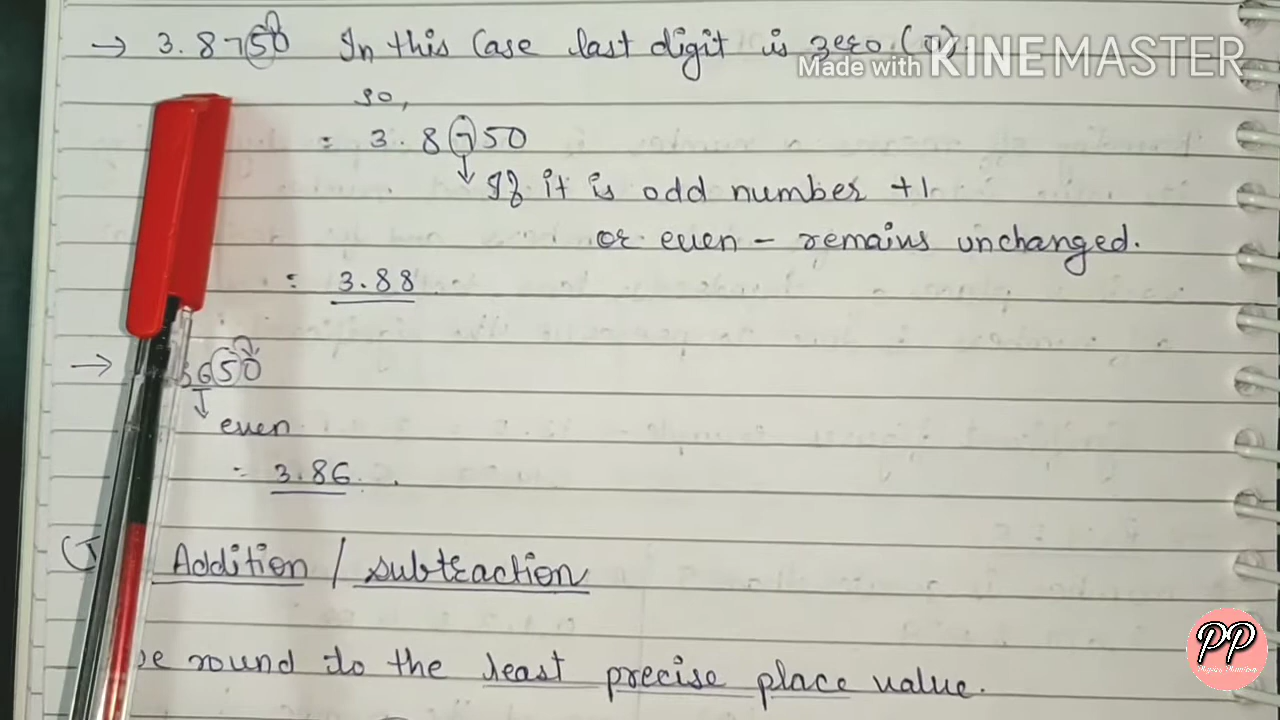 → 3.8750 In this case last digit is zero (0)
Made with KINEMASTER
so,
= 3.8750
If it is odd number +1
or even - remains unchanged.
= 3.88
→ 650
even
= 3.86.
Addition / subtraction
round to the least precise place value.
PP